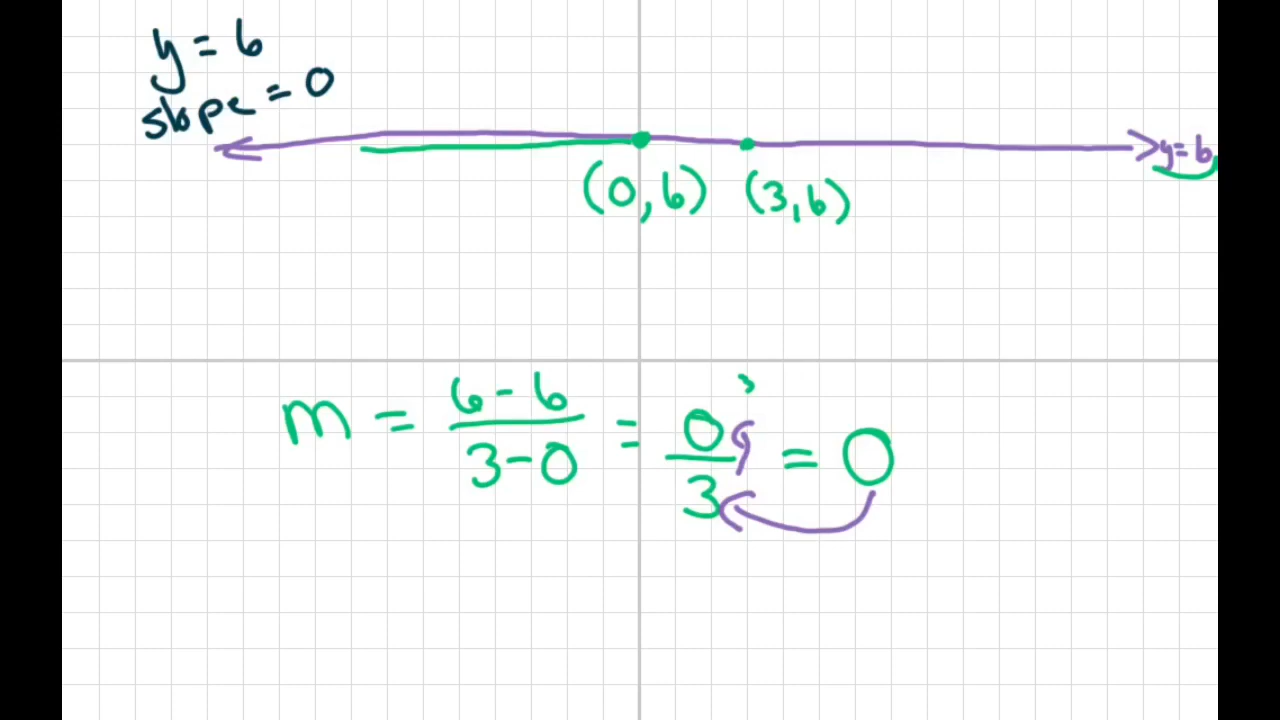 y = 6
slope = 0
y = 6
(0,6) (3,6)
m = 6-6/3-0 = 0/3 = 0